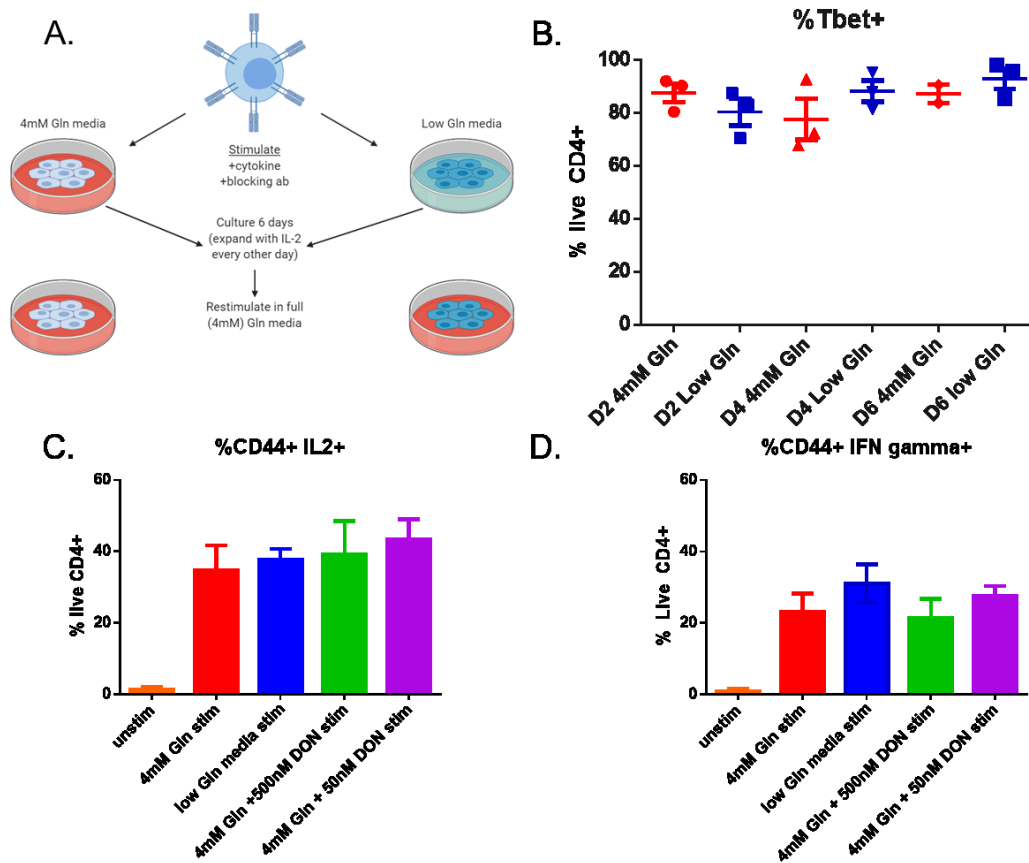 A.
4mM Gln media
Low Gln media
Stimulate
+cytokine
+blocking ab
Culture 6 days
(expand with IL-2
every other day)
Restimulate in full
(4mM) Gln media
B.
%Tbet+
% live CD4+
100
80
60
40
20
0
D2 4mM Gln
D2 Low Gln
D4 4mM Gln
D4 Low Gln
D6 4mM Gln
D6 low Gln
C.
%CD44+ IL2+
% live CD4+
60
40
20
0
unstim
4mM Gln stim
low Gln media stim
4mM Gln +500nM DON stim
4mM Gln + 50nM DON stim
D.
%CD44+ IFN gamma+
% Live CD4+
60
40
20
0
unstim
4mM Gln stim
low Gln media stim
4mM Gln + 500nM DON stim
4mM Gln + 50nM DON stim